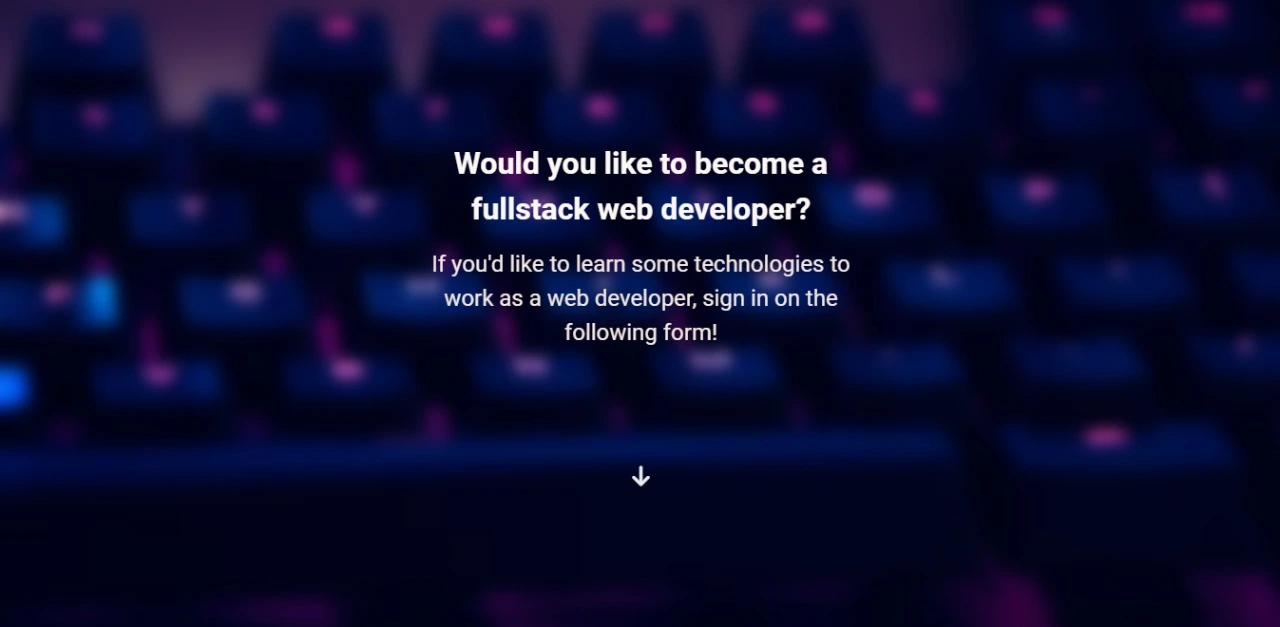 Would you like to become a
fullstack web developer?
If you'd like to learn some technologies to
work as a web developer, sign in on the
following form!